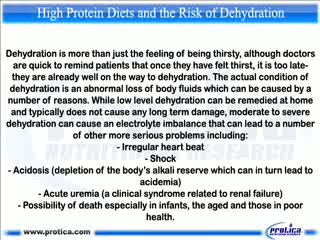 High Protein Diets and the Risk of Dehydration
Dehydration is more than just the feeling of being thirsty, although doctors
are quick to remind patients that once they have felt thirst, it is too late-
they are already well on the way to dehydration. The actual condition of
dehydration is an abnormal loss of body fluids which can be caused by a
number of reasons. While low level dehydration can be remedied at home
and typically does not cause any long term damage, moderate to severe
dehydration can cause an electrolyte imbalance that can lead to a number
of other more serious problems including:
- Irregular heart beat
- Shock
- Acidosis (depletion of the body's alkali reserve which can in turn lead to
acidemia)
- Acute uremia (a clinical syndrome related to renal failure)
- Possibility of death especially in infants, the aged and those in poor
health.
www.protica.com
protica